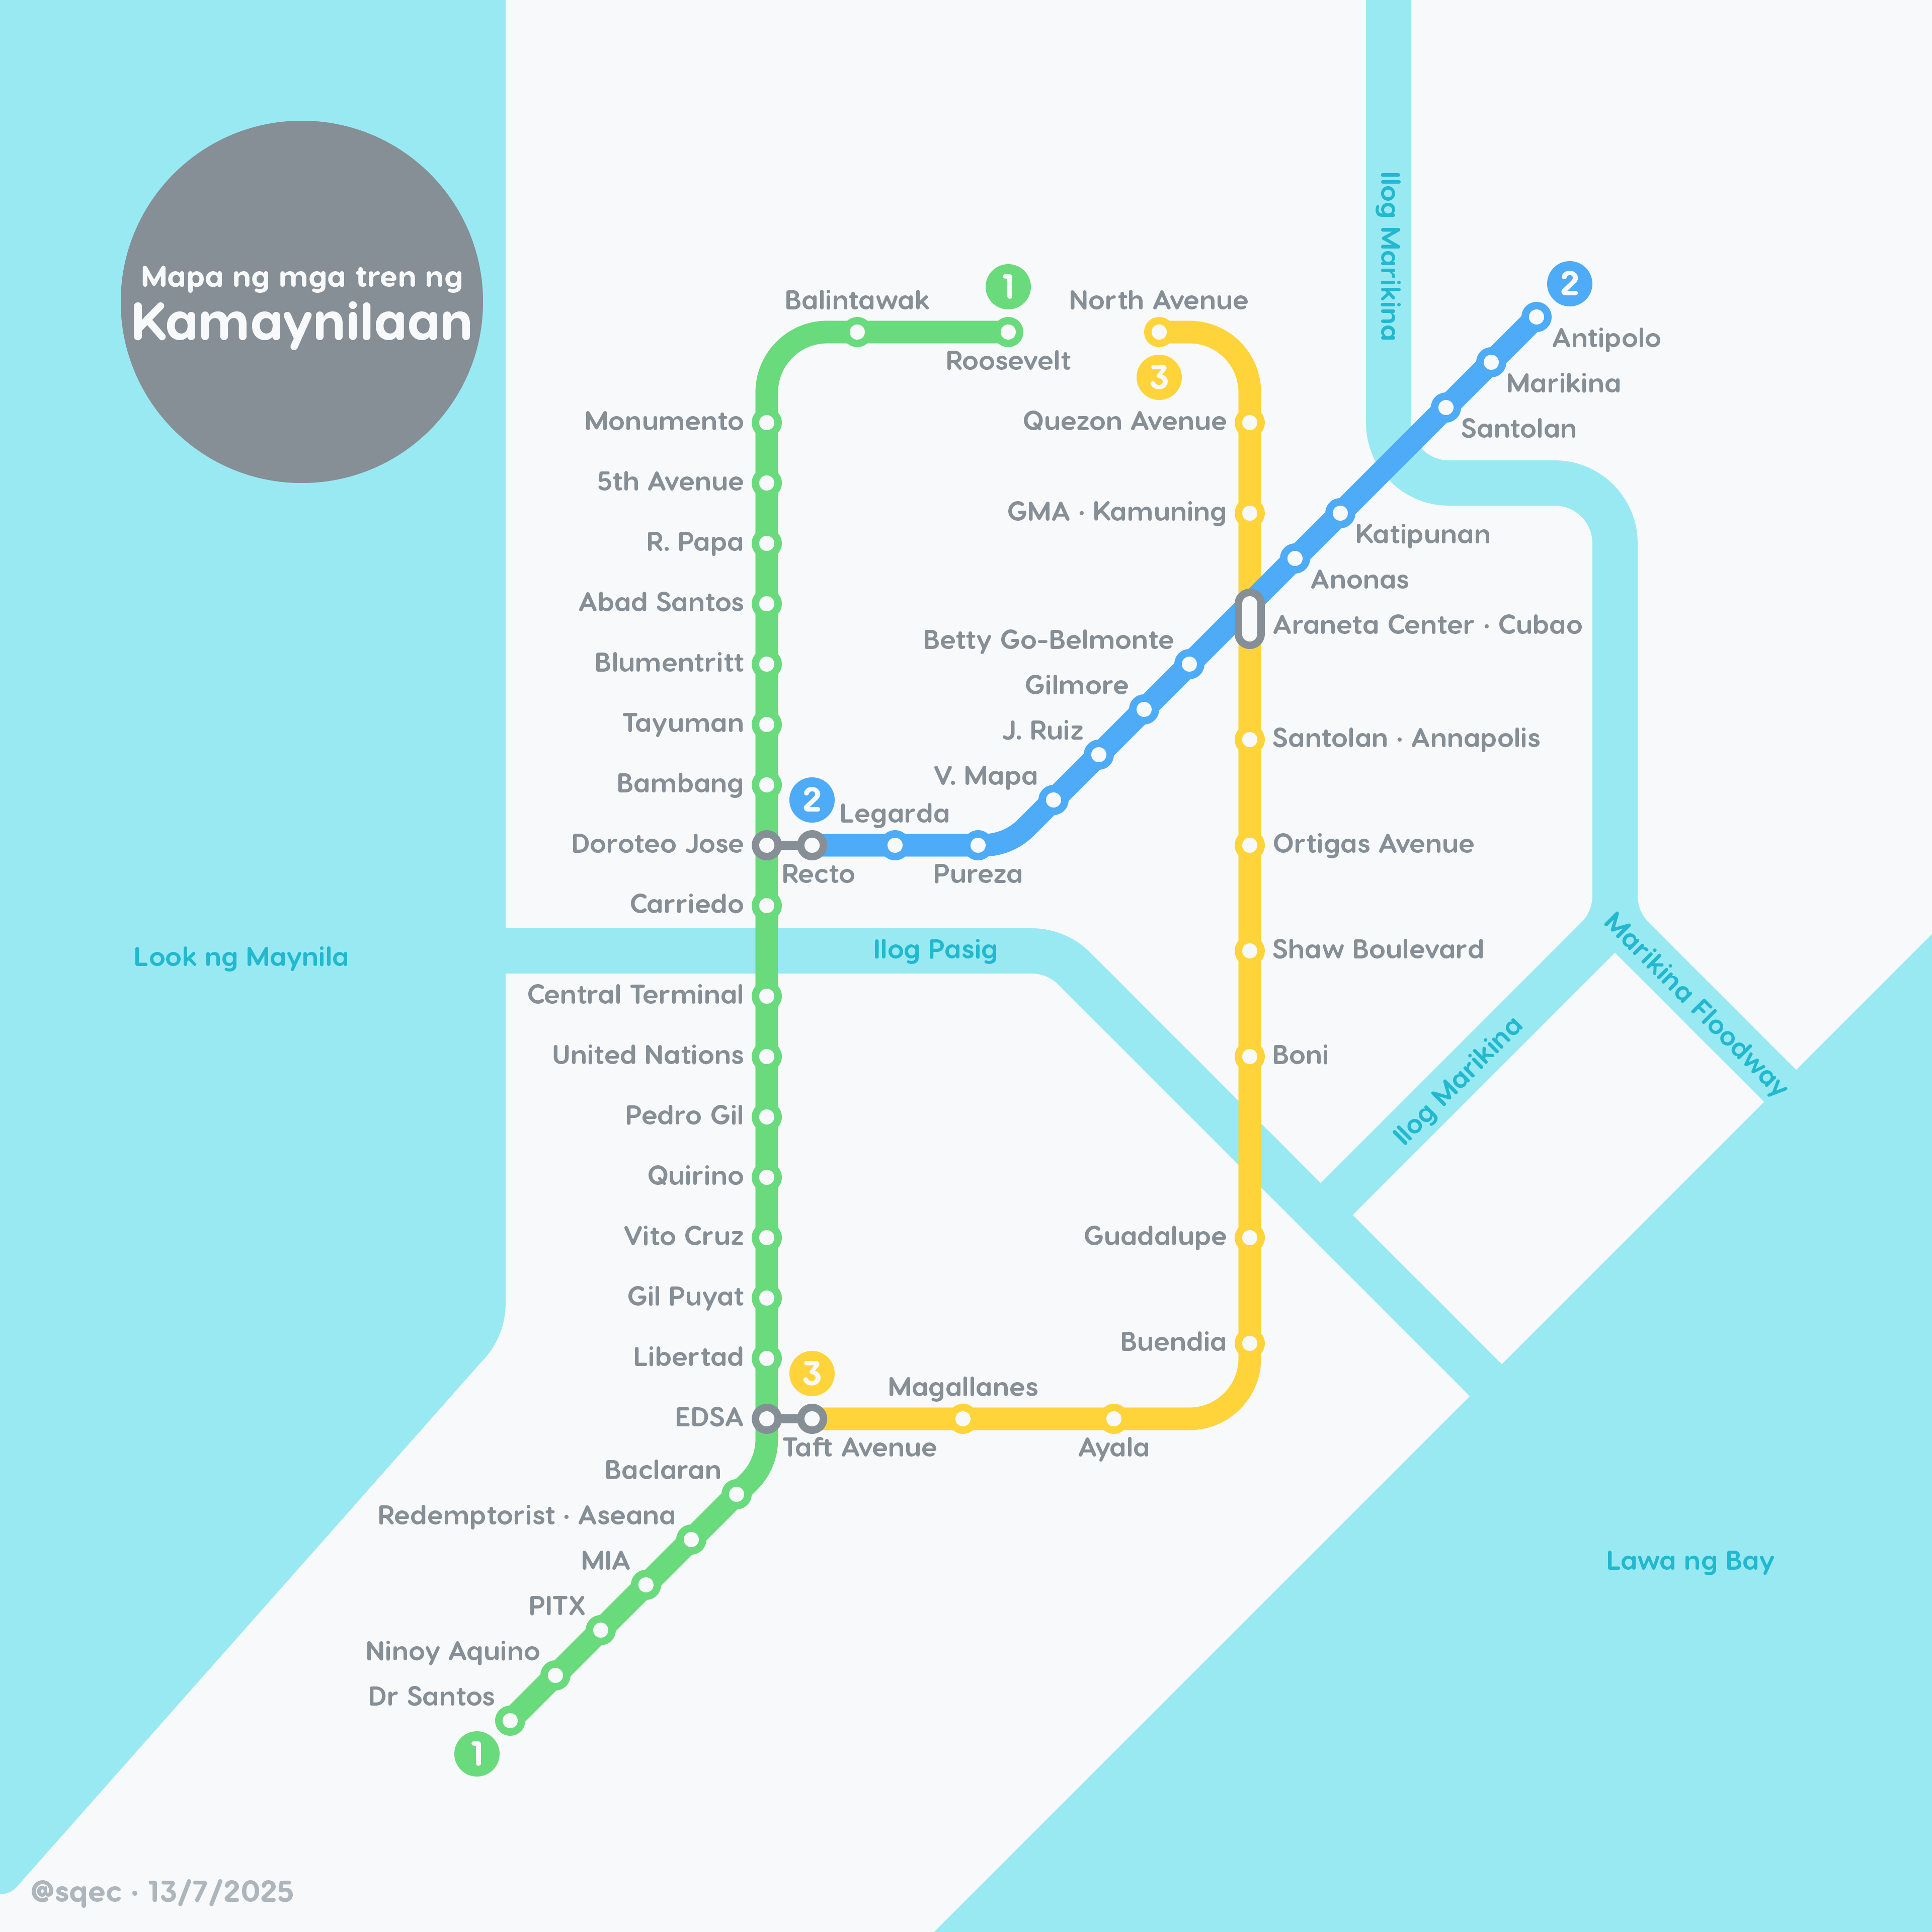 Mapa ng mga tren ng
Kamaynilaan
Balintawak
1
Roosevelt
North Avenue
3
2
Antipolo
Marikina
Santolan
Ilog Marikina
Monumento
5th Avenue
R. Papa
Abad Santos
Blumentritt
Tayuman
Bambang
Doroteo Jose
Carriedo
Central Terminal
United Nations
Pedro Gil
Quirino
Vito Cruz
Gil Puyat
Libertad
EDSA
Baclaran
Redemptorist · Aseana
MIA
PITX
Ninoy Aquino
Dr Santos
1
Quezon Avenue
GMA · Kamuning
Katipunan
Anonas
Araneta Center · Cubao
Betty Go-Belmonte
Gilmore
J. Ruiz
V. Mapa
2
Legarda
Recto
Pureza
Santolan · Annapolis
Ortigas Avenue
Shaw Boulevard
Boni
Guadalupe
Buendia
3
Magallanes
Taft Avenue
Ayala
Look ng Maynila
Ilog Pasig
Marikina Floodway
Ilog Marikina
Lawa ng Bay
@sqec · 13/7/2025